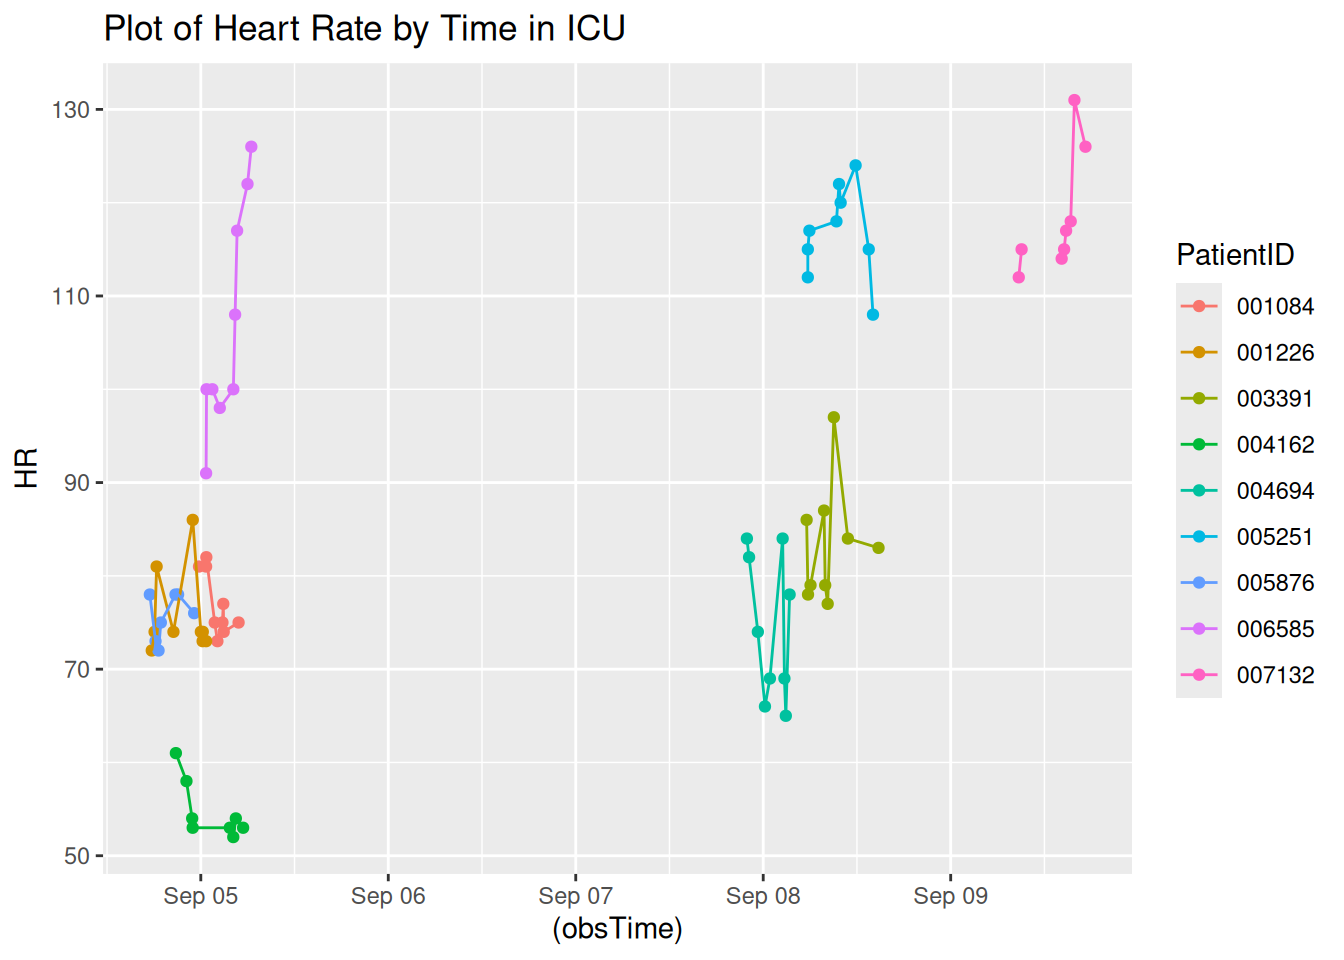 Plot of Heart Rate by Time in ICU
130
110
90
70
50
HR
Sep 05
Sep 06
Sep 07
Sep 08
Sep 09
(obsTime)
PatientID
001084
001226
003391
004162
004694
005251
005876
006585
007132